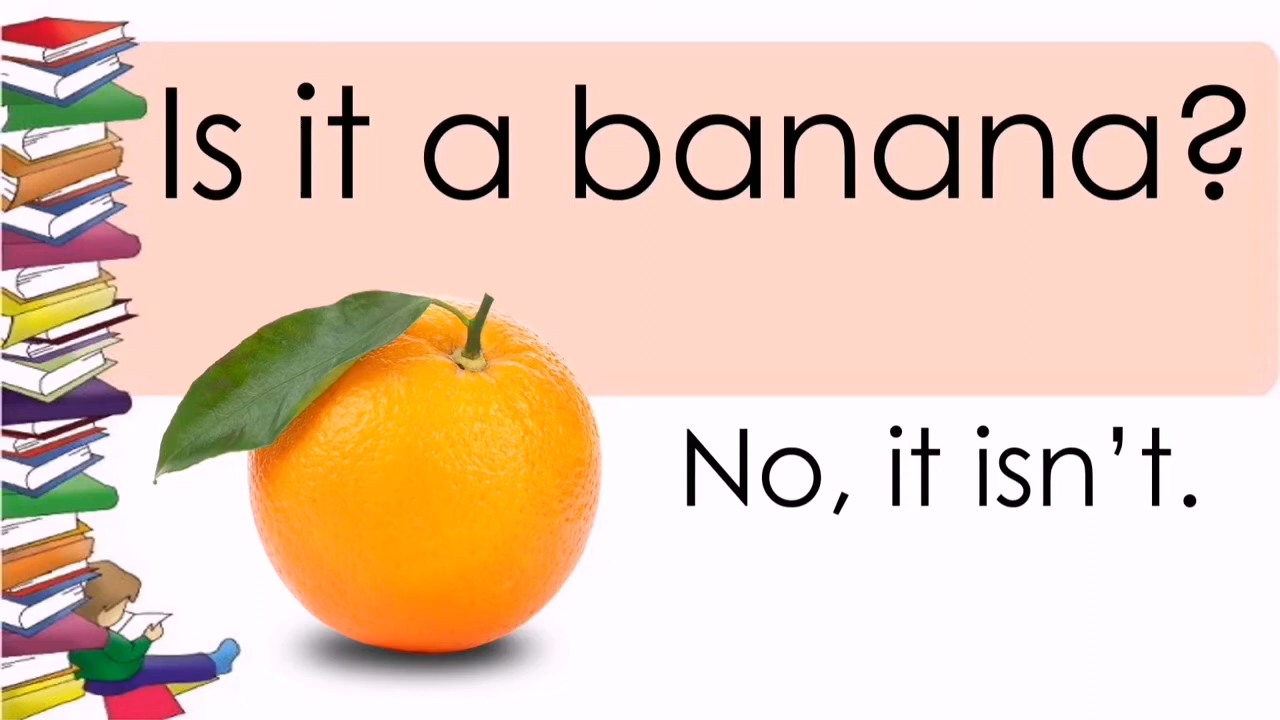 Is it a banana?
No, it isn’t.